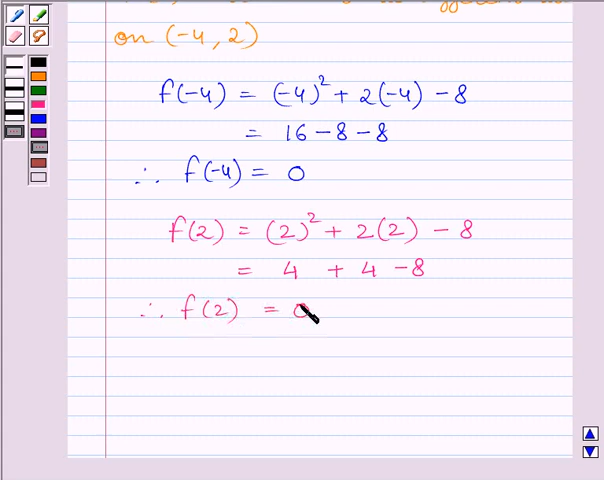 on (-4, 2)
f(-4) = (-4)² + 2(-4) - 8
= 16 - 8 - 8
∴ f(-4) = 0
f(2) = (2)² + 2(2) - 8
= 4 + 4 - 8
∴ f(2) = 0